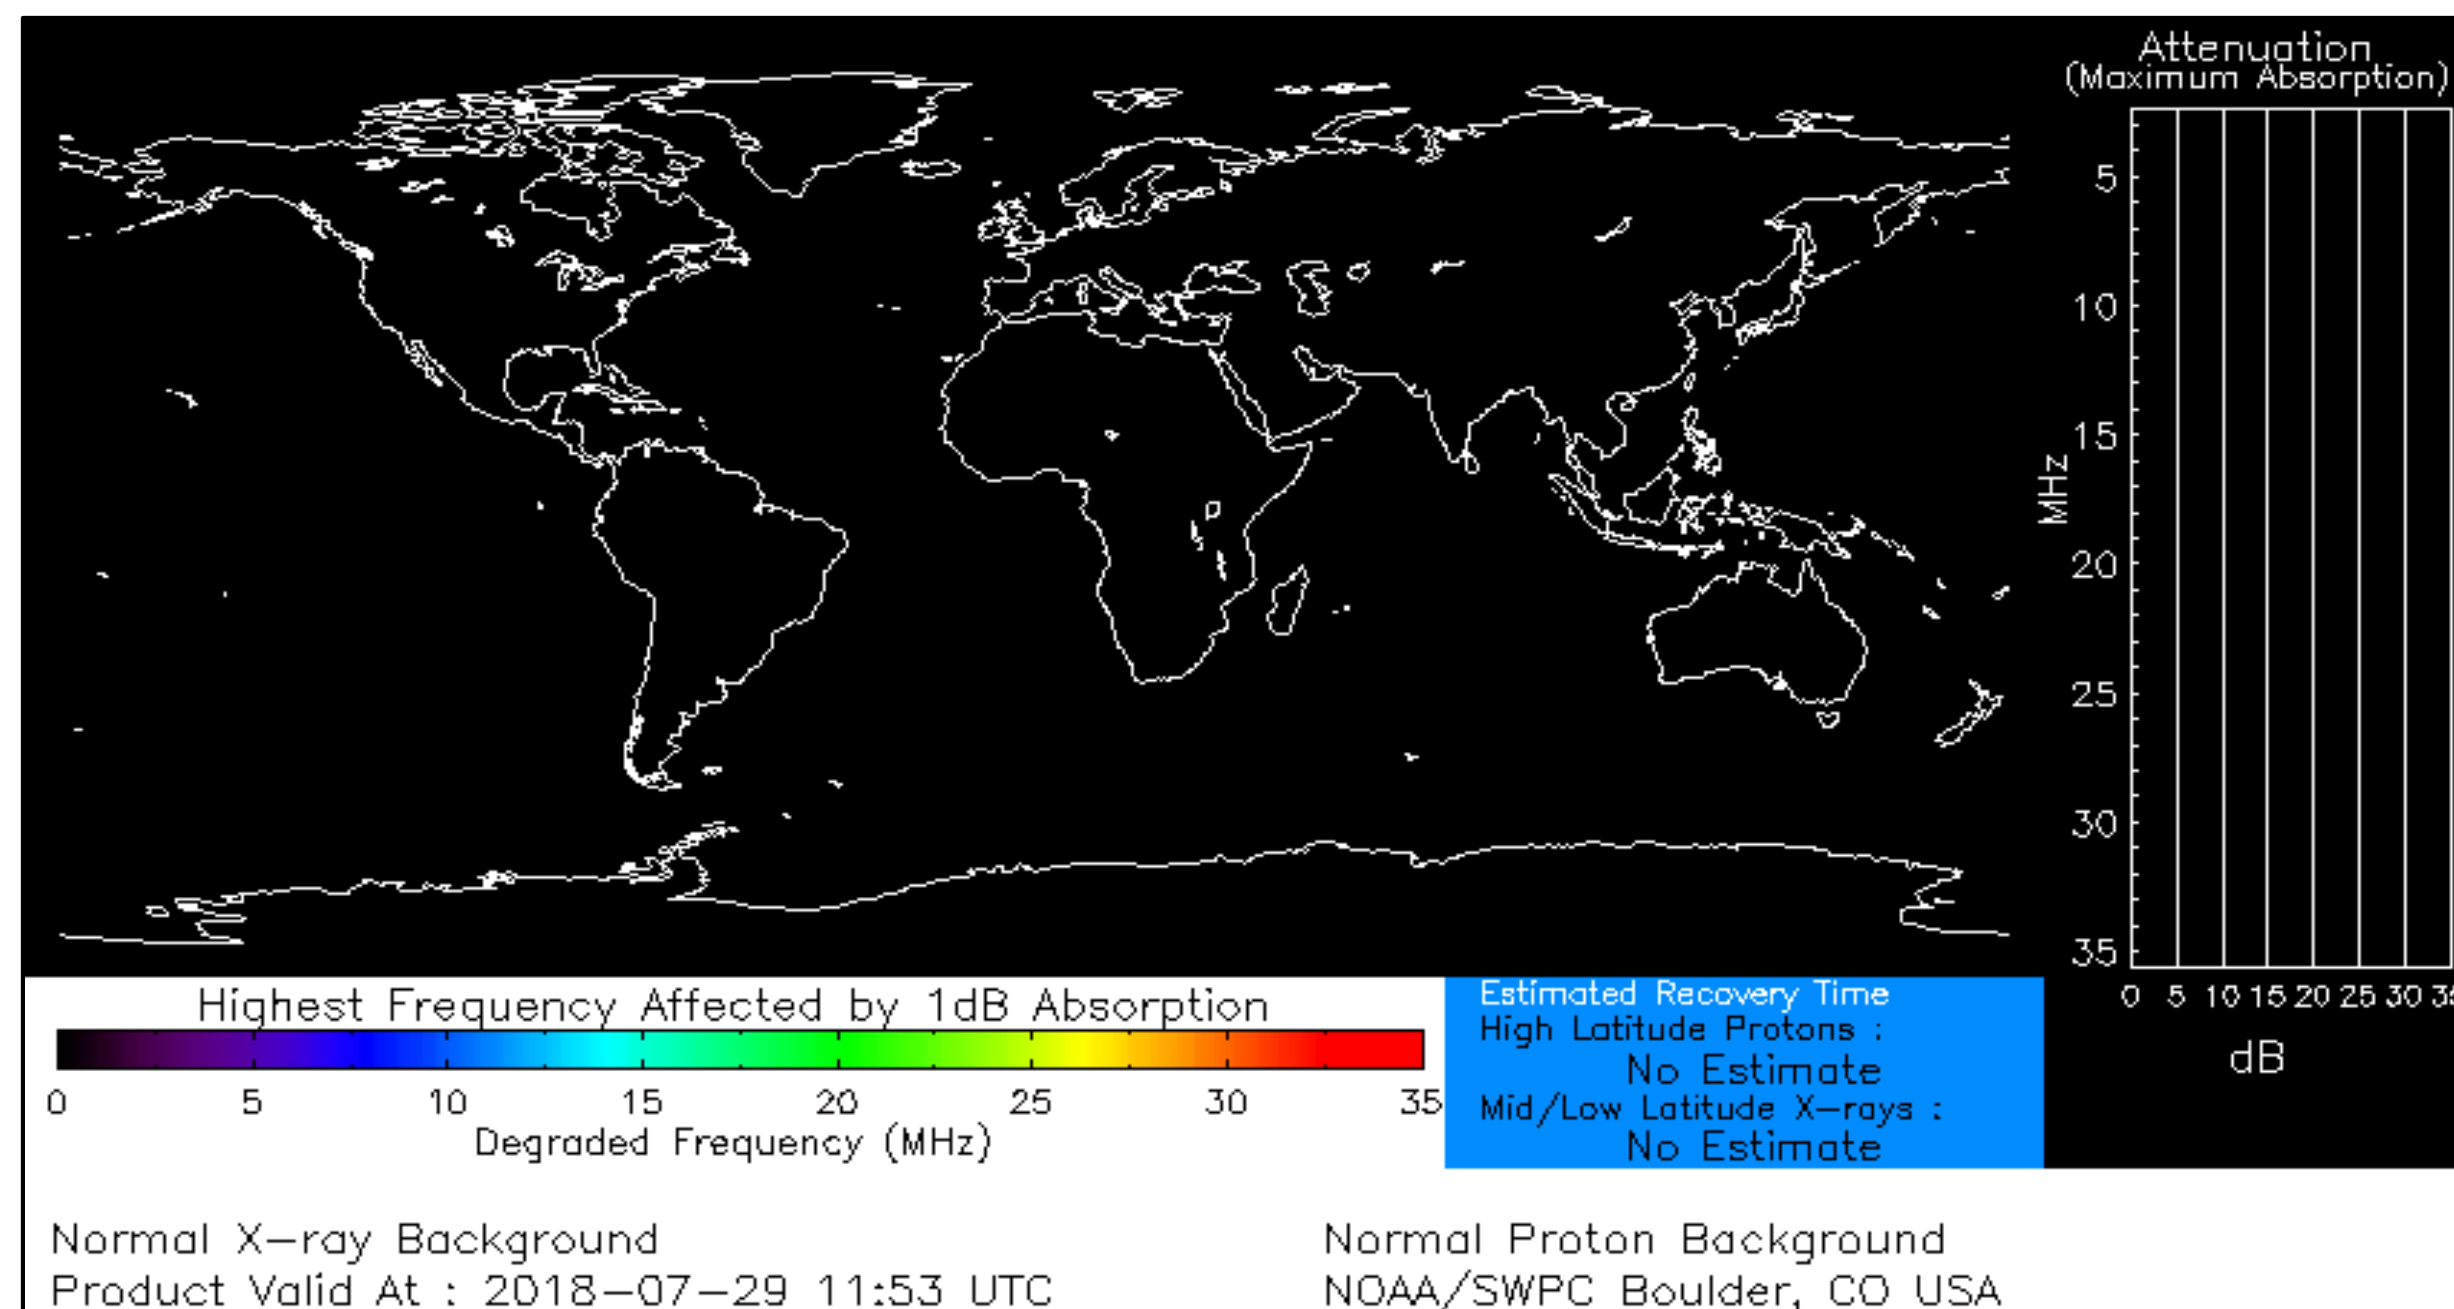 Attenuation
(Maximum Absorption)
5
10
15
20
25
30
35
MHz
0 5 10 15 20 25 30
dB
Highest Frequency Affected by 1dB Absorption
0 5 10 15 20 25 30 35
Degraded Frequency (MHz)
Estimated Recovery Time
High Latitude Protons :
No Estimate
Mid/Low Latitude X-rays :
No Estimate
Normal X-ray Background
Product Valid At : 2018-07-29 11:53 UTC
Normal Proton Background
NOAA/SWPC Boulder, CO USA